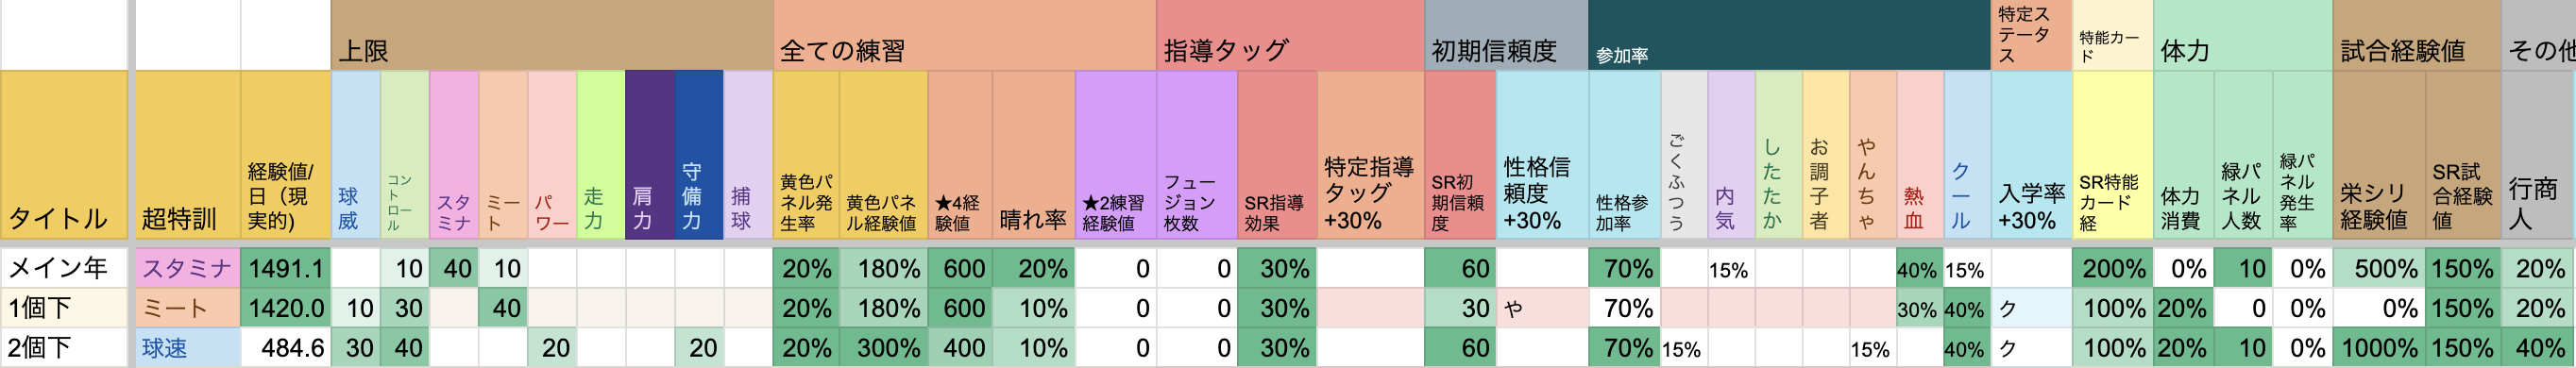 上限 全ての練習 指導タッグ 初期信頼度 参加率 特定ステータス 特能カード 体力 試合経験値 その他
タイトル 超特訓 経験値/日（現実的) 球威 コントロール スタミナ ミート パワー 走力 肩力 守備力 捕球 黄色パネル発生率 黄色パネル経験値 ★4経験値 晴れ率 ★2練習経験値 フュージョン枚数 SR指導効果 特定指導タッグ+30% SR初期信頼度 性格信頼度+30% 性格参加率 ごくふつう 内気 したたか お調子者 やんちゃ 熱血 クール 入学率+30% SR特能カード経 体力消費 緑パネル人数 緑パネル発生率 栄シリ経験値 SR試合経験値 行商人
メイン年 スタミナ 1491.1 10 40 10 20% 180% 600 20% 0 0 30% 60 70% 15% 40% 15% 200% 0% 10 0% 500% 150% 20%
1個下 ミート 1420.0 10 30 40 20% 180% 600 10% 0 0 30% 30 や 70% 30% 40% ク 100% 20% 0 0% 0% 150% 20%
2個下 球速 484.6 30 40 20 20 20% 300% 400 10% 0 0 30% 60 70% 15% 15% 40% ク 100% 20% 10 0% 1000% 150% 40%